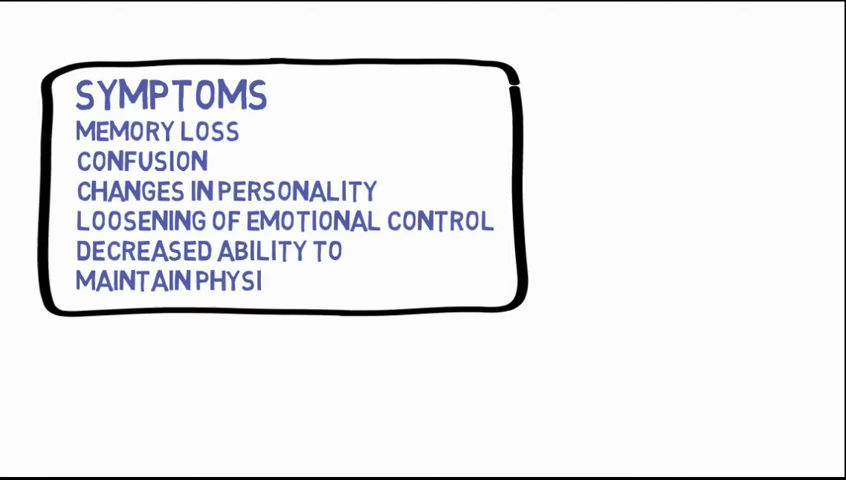 SYMPTOMS
MEMORY LOSS
CONFUSION
CHANGES IN PERSONALITY
LOOSENING OF EMOTIONAL CONTROL
DECREASED ABILITY TO
MAINTAIN PHYSI